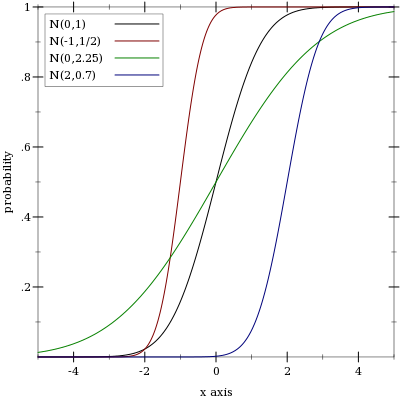 N(0,1)
N(-1,1/2)
N(0,2.25)
N(2,0.7)
1
.8
.6
.4
.2
probability
-4 -2 0 2 4
x axis